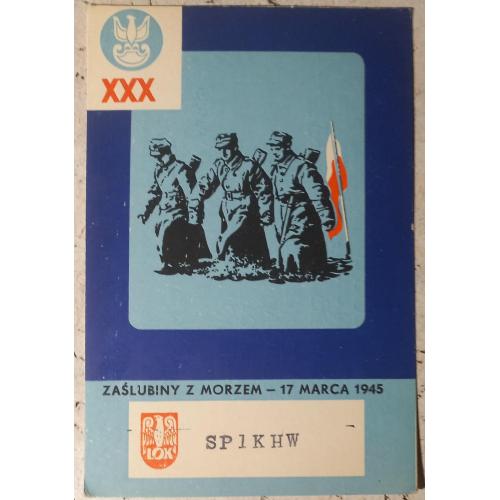 XXX
ZAŚLUBINY Z MORZEM – 17 MARCA 1945
LOK
SP1KHW